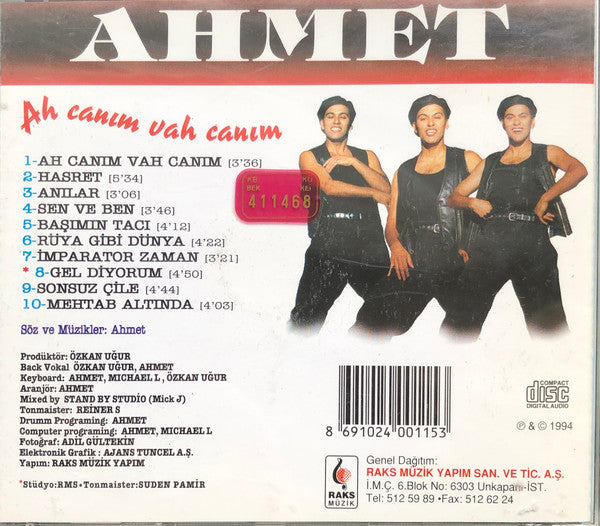 AHMET
Ah canım vah canım
1-AH CANIM VAH CANIM [3'36]
2-HASRET [5'34]
3-ANILAR [3'06]
4-SEN VE BEN [3'46]
5-BAŞIMIN TACI [4'12]
6-RÜYA GİBİ DÜNYA [4'22]
7-İMPARATOR ZAMAN [3'21]
* 8-GEL DİYORUM [4'50]
9-SONSUZ ÇİLE [4'44]
10-MEHTAB ALTINDA [4'03]
411468
Söz ve Müzikler: Ahmet
Prodüktör: ÖZKAN UĞUR
Back Vokal ÖZKAN UĞUR, AHMET
Keyboard: AHMET, MICHAEL L , ÖZKAN UĞUR
Aranjör: AHMET
Mixed by STAND BY STUDIO (Mick J)
Tonmaister: REİNER S
Drumm Programing: AHMET
Computer programing: AHMET, MICHAEL L
Fotoğraf: ADİL GÜLTEKİN
Elektronik Grafik : AJANS TUNCEL A.Ş.
Yapım: RAKS MÜZİK YAPIM
*Stüdyo:RMS•Tonmaister:SUDEN PAMİR
8 691024 001153
COMPACT
disc
DIGITAL AUDIO
℗ & © 1994
RAKS
MÜZİK
Genel Dağıtım:
RAKS MÜZİK YAPIM SAN. VE TİC. A.Ş.
İ.M.Ç. 6.Blok No: 6303 Unkapanı-İST.
Tel: 512 59 89 •Fax: 512 62 24